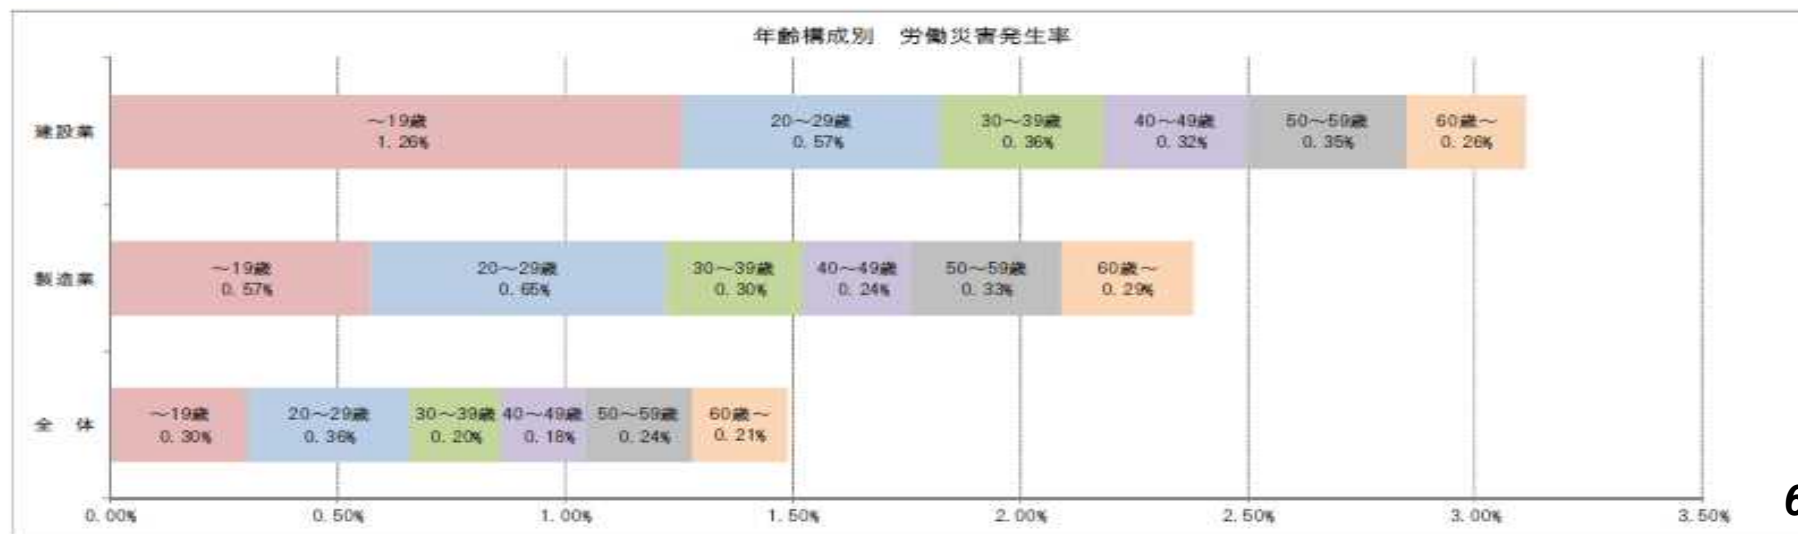 年齢構成別　労働災害発生率
建設業
～19歳
1.26%
20～29歳
0.57%
30～39歳
0.36%
40～49歳
0.32%
50～59歳
0.35%
60歳～
0.26%
製造業
～19歳
0.57%
20～29歳
0.65%
30～39歳
0.30%
40～49歳
0.24%
50～59歳
0.33%
60歳～
0.29%
全　体
～19歳
0.30%
20～29歳
0.36%
30～39歳
0.20%
40～49歳
0.18%
50～59歳
0.24%
60歳～
0.21%
0.00%
0.50%
1.00%
1.50%
2.00%
2.50%
3.00%
3.50%
6